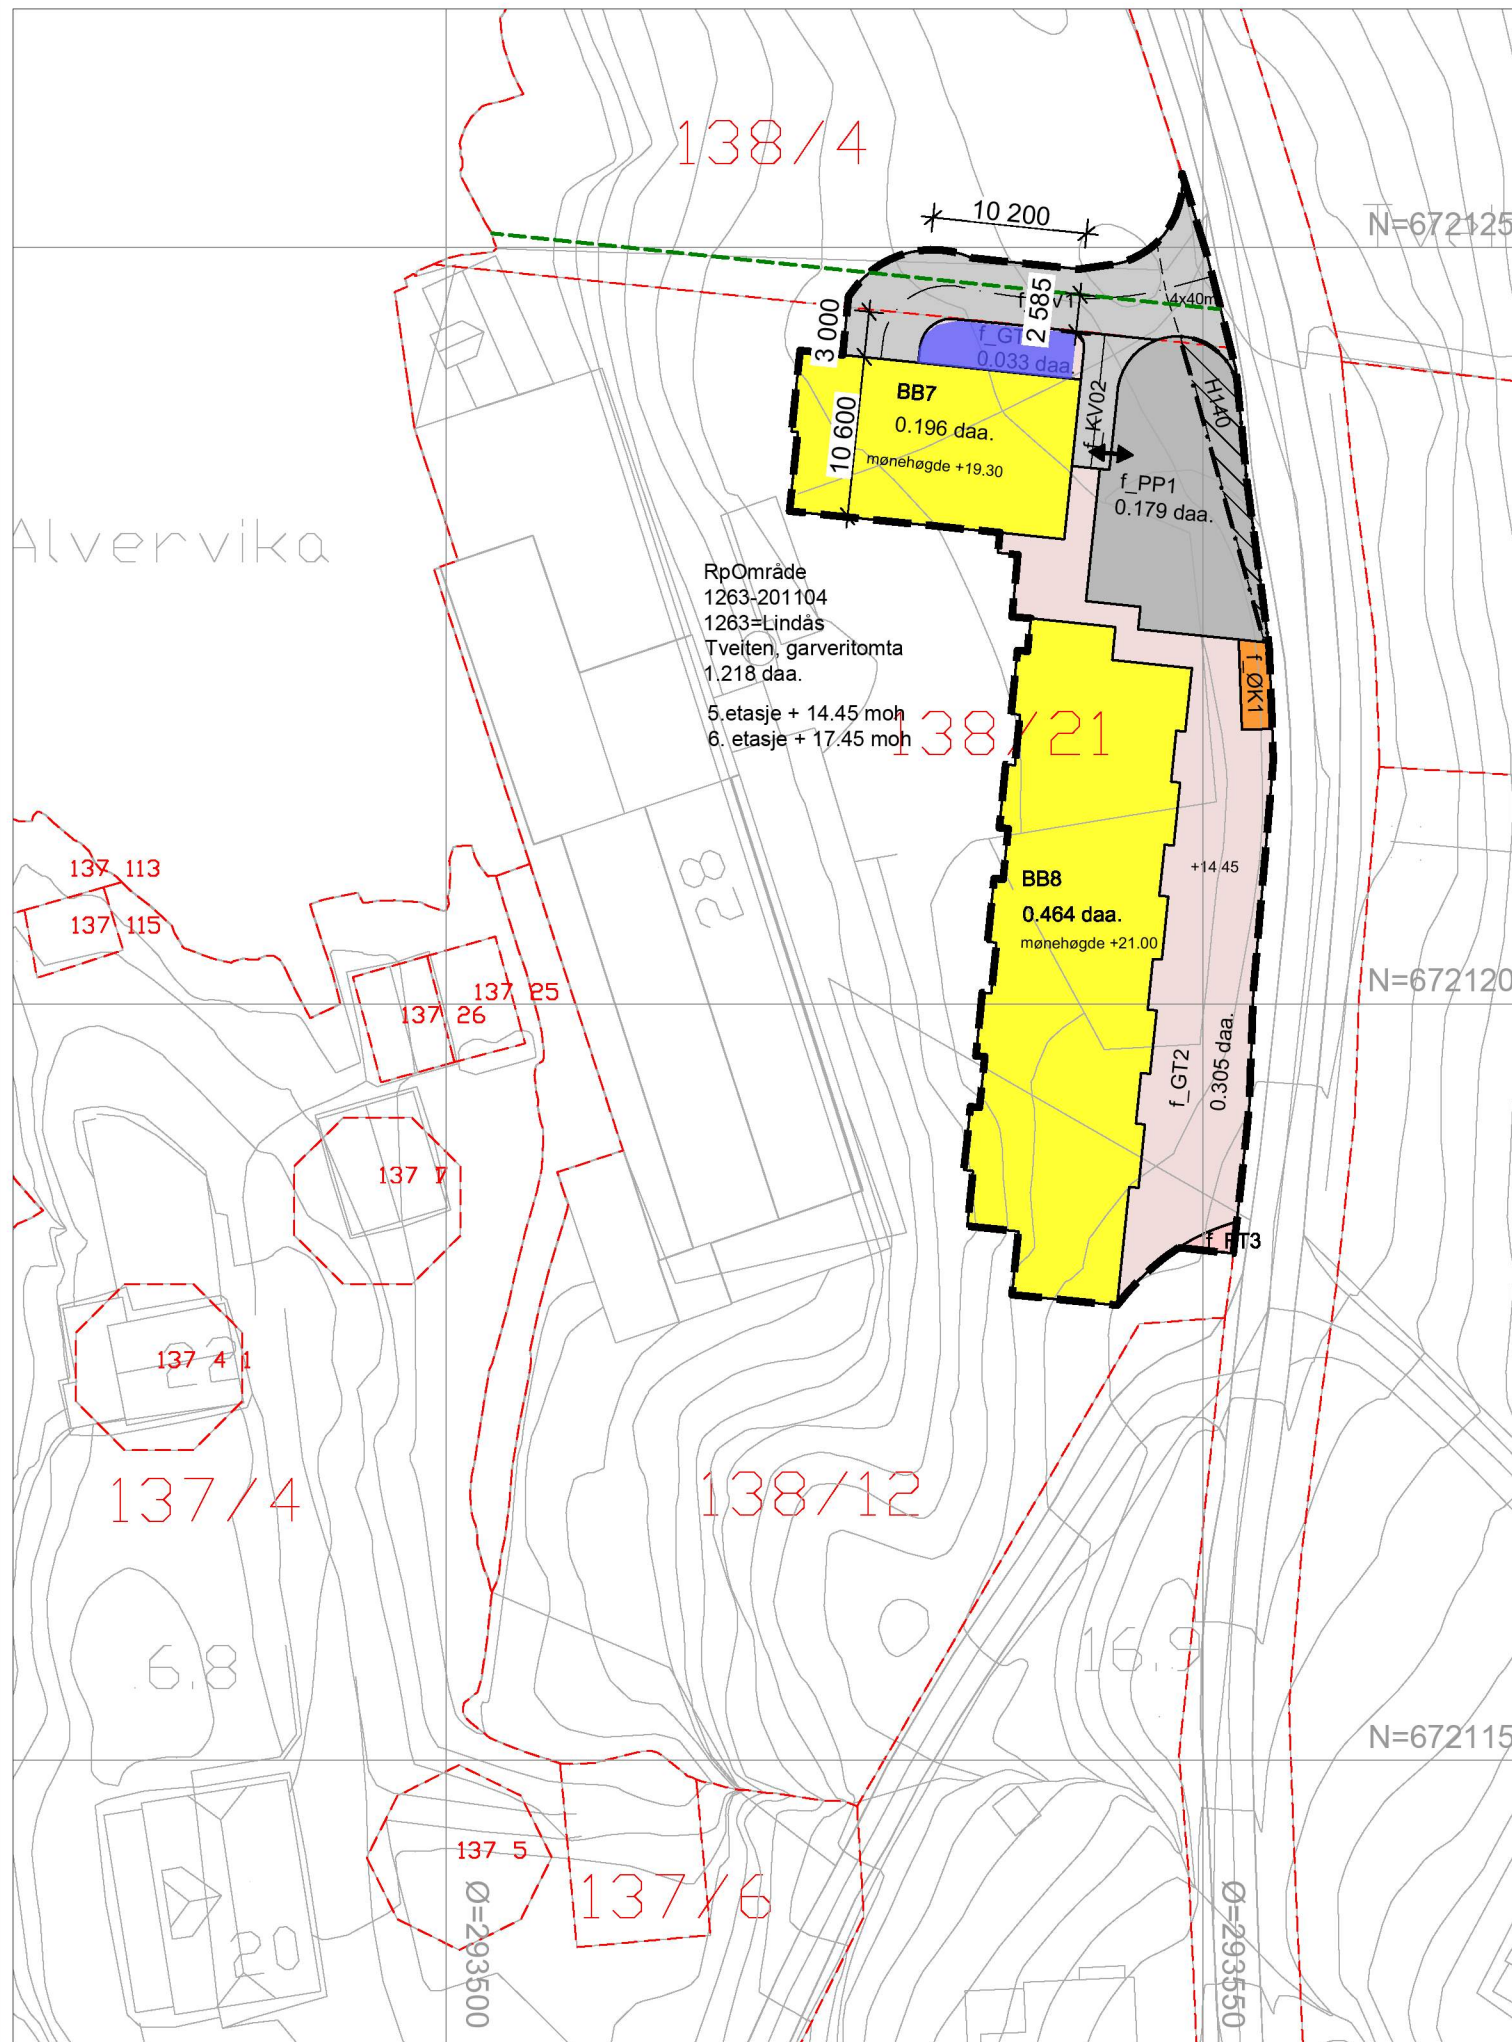 138/4
N=672125
10 200
2 585
4x40m
3 000
0.033 daa.
H140
BB7
0.196 daa.
mønehøgde +19.30
10 600
f_KV02
f_PP1
0.179 daa.
Alvervika
RpOmråde
1263-201104
1263=Lindås
Tveiten, garveritomta
1.218 daa.
5.etasje + 14.45 moh
6. etasje + 17.45 moh
138/21
f_ØK1
137 113
137 115
28
BB8
0.464 daa.
mønehøgde +21.00
+14 45
N=672120
137 25
137 26
f_GT2
0.305 daa.
137 7
137 4 1
22
137/4
138/12
6,8
16,9
N=672115
137 5
137/6
20
Ø=293500
Ø=293550